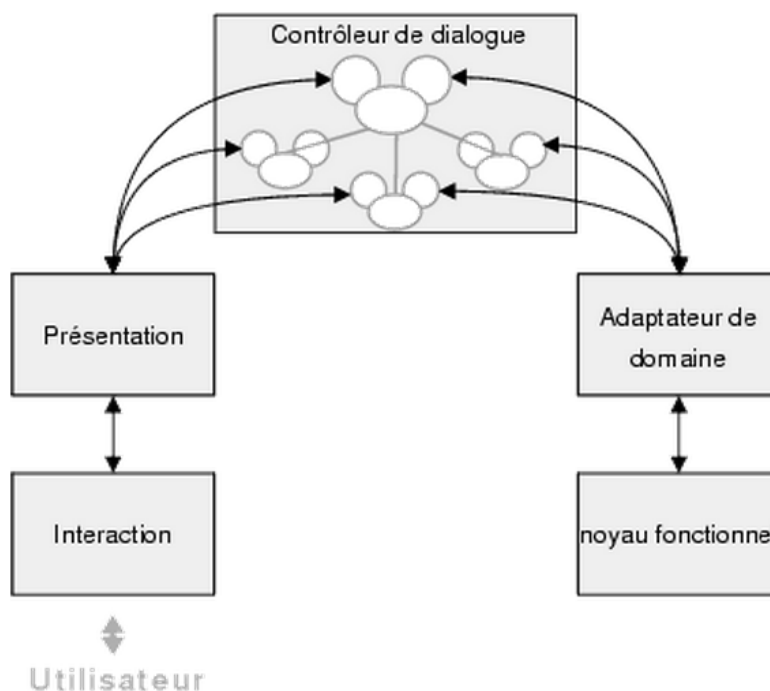 Contrôleur de dialogue
Présentation
Adaptateur de
domaine
Interaction
noyau fonctionne
Utilisateur